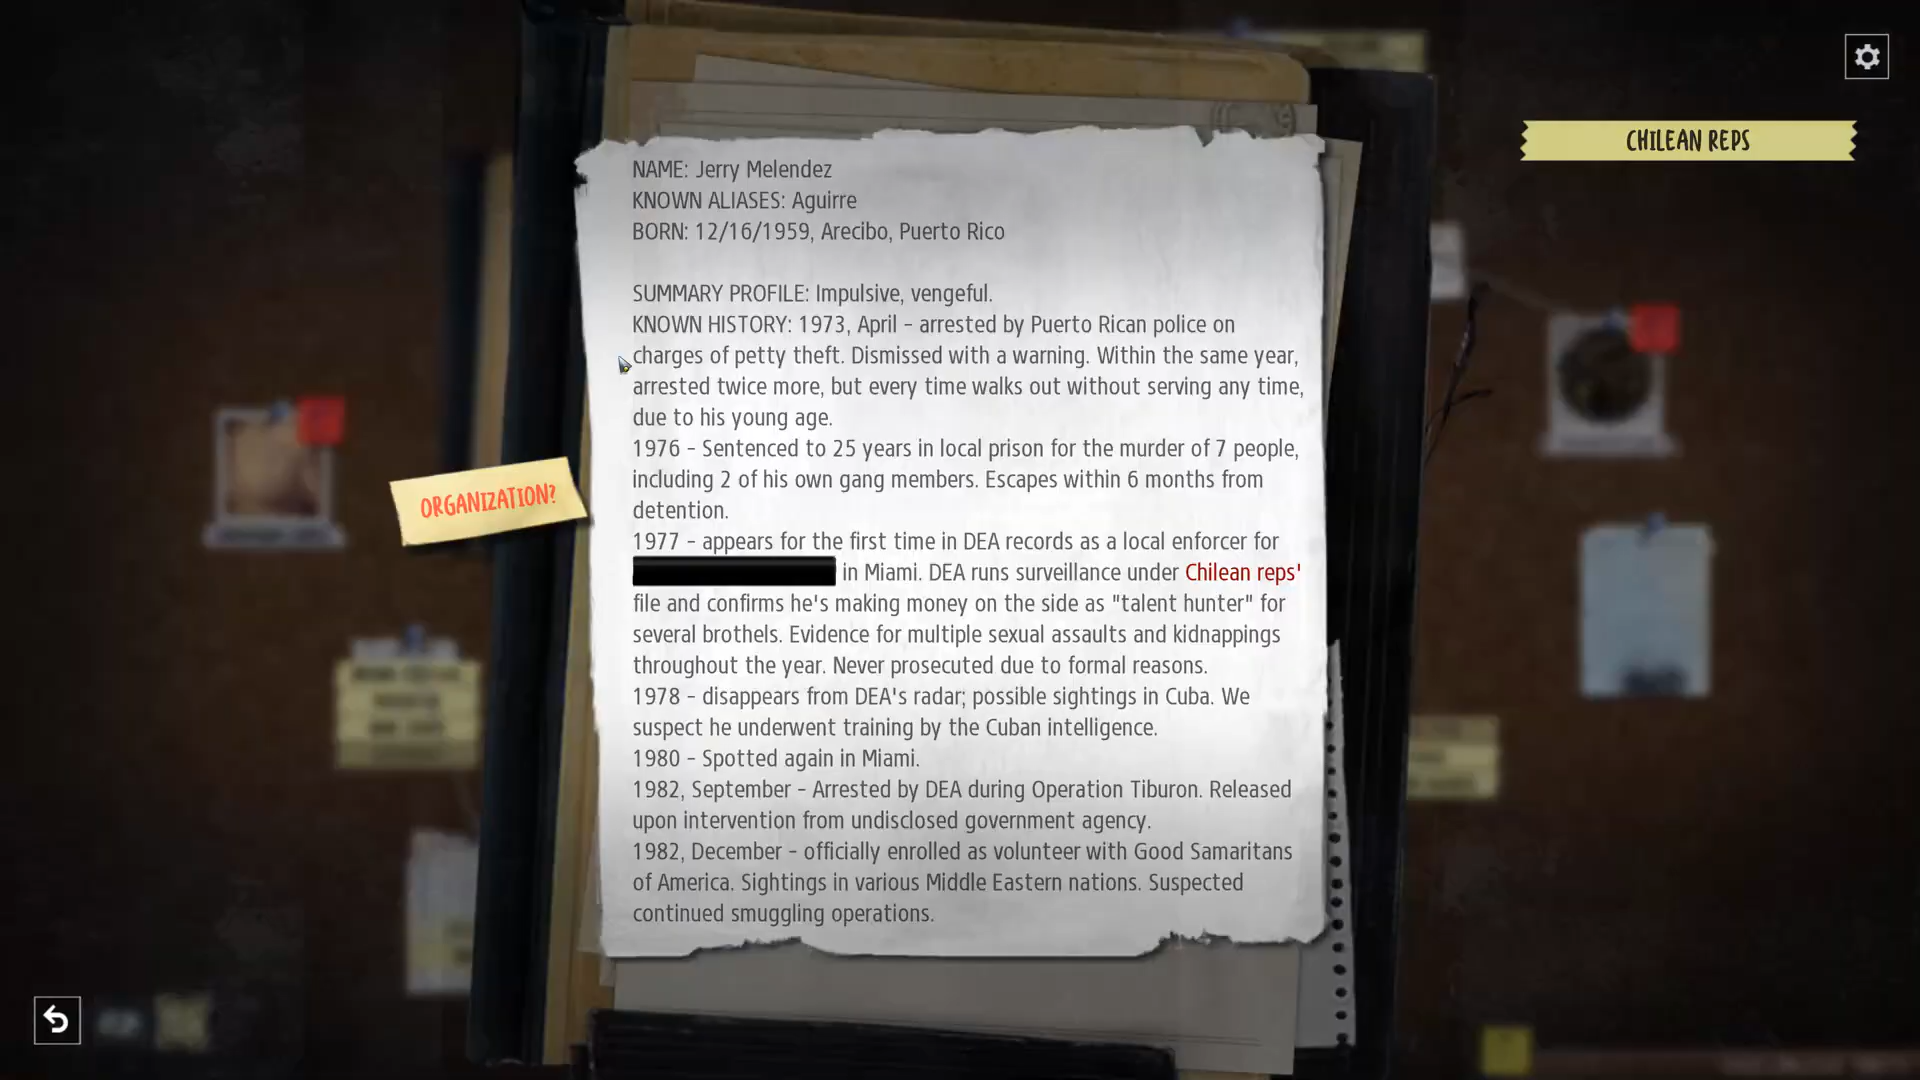 CHILEAN REPS
NAME: Jerry Melendez
KNOWN ALIASES: Aguirre
BORN: 12/16/1959, Arecibo, Puerto Rico
SUMMARY PROFILE: Impulsive, vengeful.
KNOWN HISTORY: 1973, April - arrested by Puerto Rican police on
charges of petty theft. Dismissed with a warning. Within the same year,
arrested twice more, but every time walks out without serving any time,
due to his young age.
1976 - Sentenced to 25 years in local prison for the murder of 7 people,
including 2 of his own gang members. Escapes within 6 months from
detention.
ORGANIZATION?
1977 - appears for the first time in DEA records as a local enforcer for
in Miami. DEA runs surveillance under Chilean reps'
file and confirms he's making money on the side as "talent hunter" for
several brothels. Evidence for multiple sexual assaults and kidnappings
throughout the year. Never prosecuted due to formal reasons.
1978 - disappears from DEA's radar; possible sightings in Cuba. We
suspect he underwent training by the Cuban intelligence.
1980 - Spotted again in Miami.
1982, September - Arrested by DEA during Operation Tiburon. Released
upon intervention from undisclosed government agency.
1982, December - officially enrolled as volunteer with Good Samaritans
of America. Sightings in various Middle Eastern nations. Suspected
continued smuggling operations.